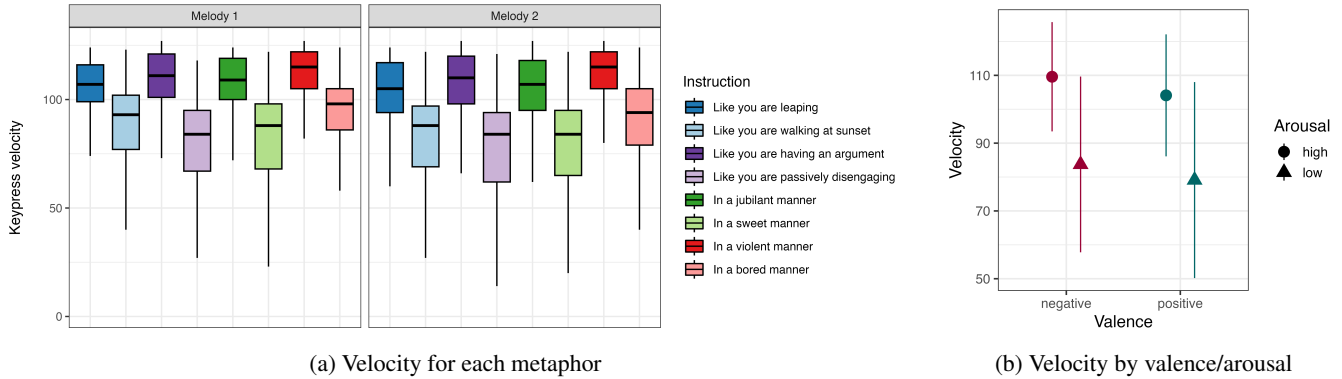 Melody 1
Melody 2
Keypress velocity
100
50
0
Instruction
Like you are leaping
Like you are walking at sunset
Like you are having an argument
Like you are passively disengaging
In a jubilant manner
In a sweet manner
In a violent manner
In a bored manner
(a) Velocity for each metaphor
Velocity
110
90
70
50
negative
positive
Valence
Arousal
high
low
(b) Velocity by valence/arousal